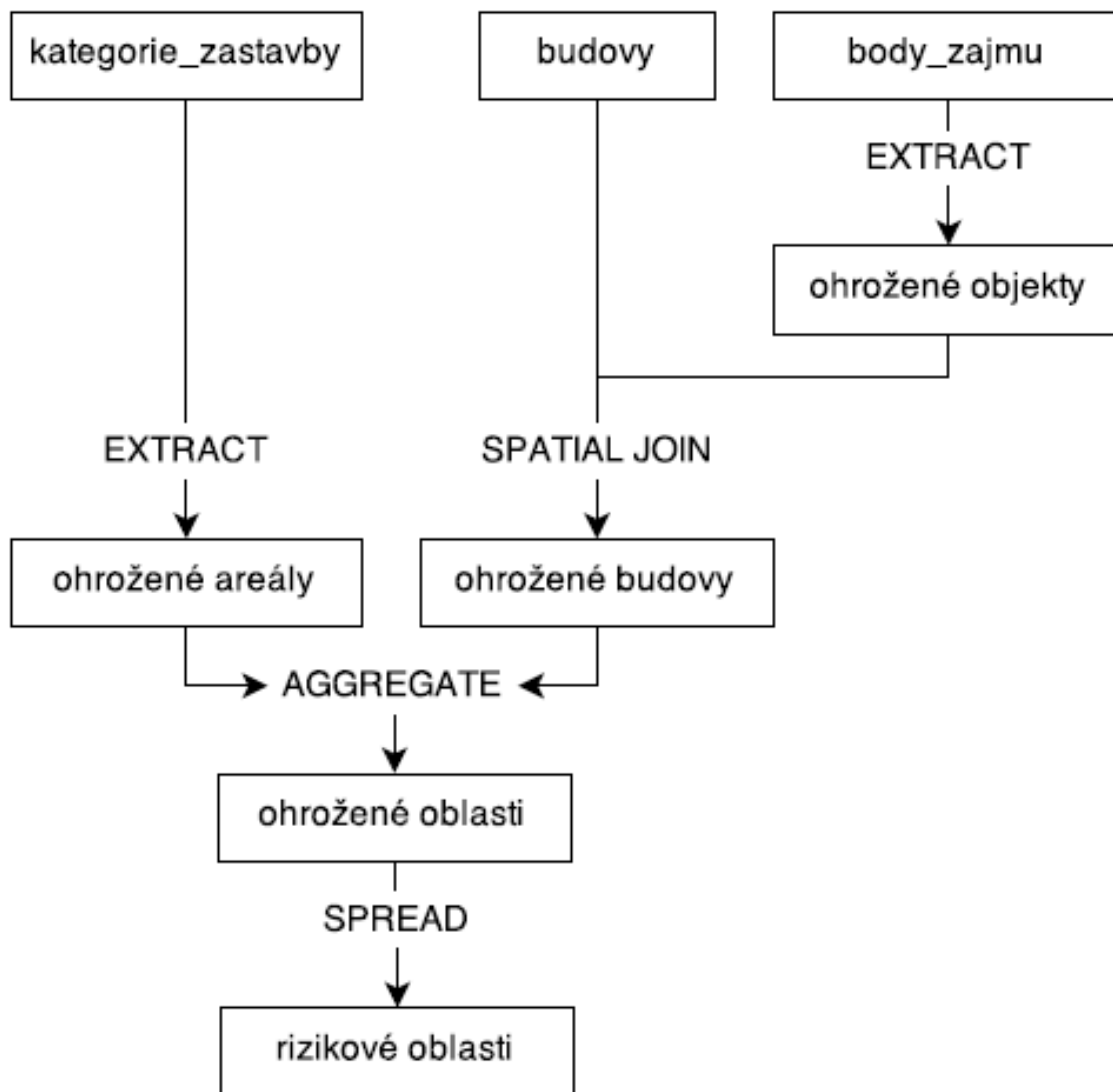 kategorie_zastavby
budovy
body_zajmu
EXTRACT
ohrožené objekty
EXTRACT
SPATIAL JOIN
ohrožené areály
ohrožené budovy
AGGREGATE
ohrožené oblasti
SPREAD
rizikové oblasti